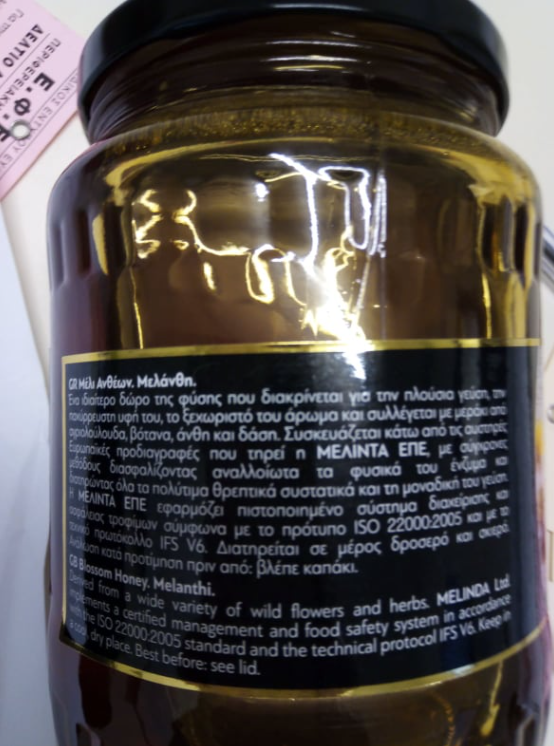 ΠΕΡΙΦΕΡΕΙΑΚ
ΔΕΛΤΙΟ
Ε. Φ.
GR Μέλι Ανθέων. Μελάνθη.
Ένα ιδιαίτερο δώρο της φύσης που διακρίνεται για την πλούσια γεύση, την
παχύρρευστη υφή του, το ξεχωριστό του άρωμα και συλλέγεται με μεράκι από
αγριολούλουδα, βότανα, άνθη και δάση. Συσκευάζεται κάτω από τις αυστηρές
Ευρωπαϊκές προδιαγραφές που τηρεί η ΜΕΛΙΝΤΑ ΕΠΕ, με σύγχρονες
μεθόδους διασφαλίζοντας αναλλοίωτα τα φυσικά του ένζυμα και
διατηρώντας όλα τα πολύτιμα θρεπτικά συστατικά και τη μοναδική του γεύση.
Η ΜΕΛΙΝΤΑ ΕΠΕ εφαρμόζει πιστοποιημένο σύστημα διαχείρισης και
ασφάλειας τροφίμων σύμφωνα με το πρότυπο ISO 22000:2005 και με το
τεχνικό πρωτόκολλο IFS V6. Διατηρείται σε μέρος δροσερό και σκιερό.
Ανάλωση κατά προτίμηση πριν από: βλέπε καπάκι.
GB Blossom Honey. Melanthi.
Derived from a wide variety of wild flowers and herbs. MELINDA Ltd.
implements a certified management and food safety system in accordance
with the ISO 22000:2005 standard and the technical protocol IFS V6. Keep in
a cool, dry place. Best before: see lid.